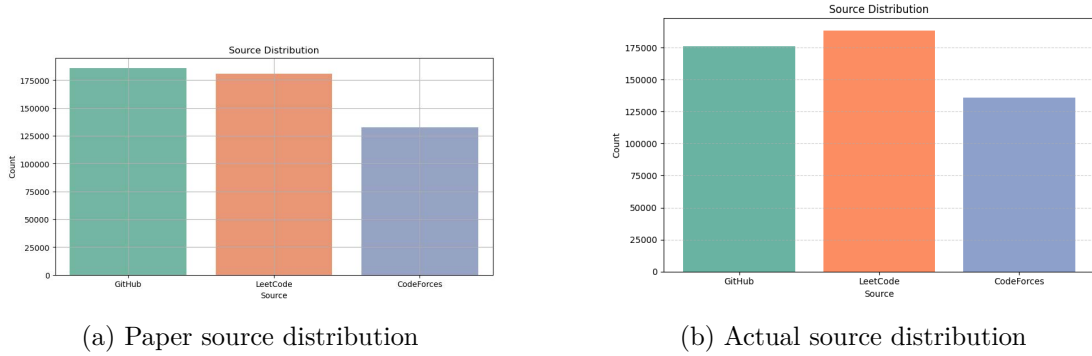 Source Distribution
175000
150000
125000
100000
75000
50000
25000
0
Count
GitHub
LeetCode
CodeForces
Source
(a) Paper source distribution
Source Distribution
175000
150000
125000
100000
75000
50000
25000
0
Count
GitHub
LeetCode
CodeForces
Source
(b) Actual source distribution